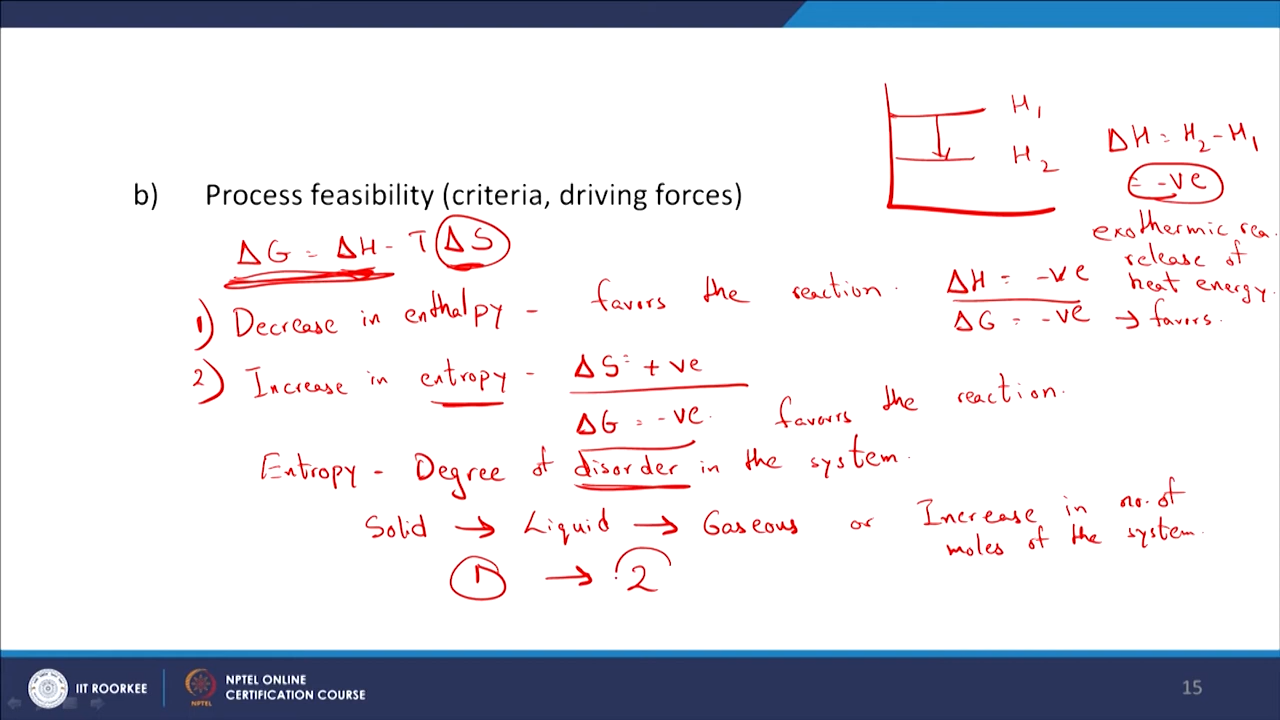 H1
H2
ΔH = H2 - H1
= -ve
exothermic rea.
release of
heat energy.
b) Process feasibility (criteria, driving forces)
ΔG = ΔH - T ΔS
1) Decrease in enthalpy - favors the reaction. ΔH = -ve
ΔG = -ve → favors.
2) Increase in entropy - ΔS = +ve
ΔG = -ve. favours the reaction.
Entropy - Degree of disorder in the system.
Solid → Liquid → Gaseous or Increase in no. of
moles of the system.
1 → 2
IIT ROORKEE
NPTEL ONLINE
CERTIFICATION COURSE
15